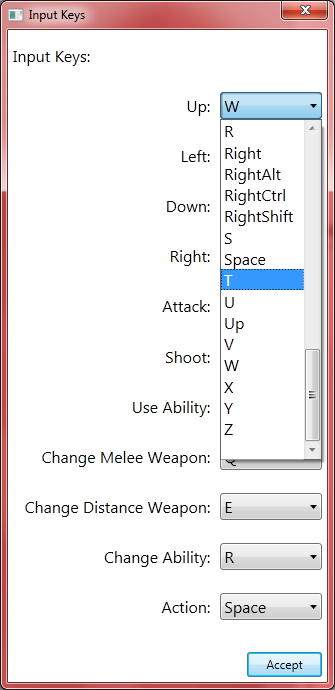 Input Keys
Input Keys:
Up: W
R
Right
RightAlt
RightCtrl
RightShift
S
Space
T
U
Up
V
W
X
Y
Z
Left:
Down:
Right:
Attack:
Shoot:
Use Ability:
Change Melee Weapon: Q
Change Distance Weapon: E
Change Ability: R
Action: Space
Accept